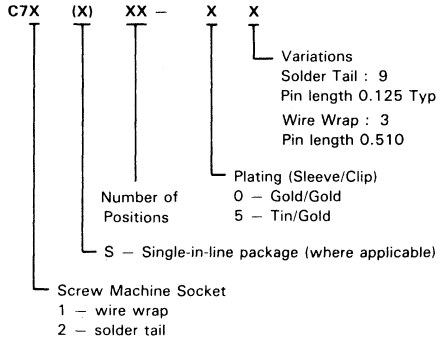 C7X (X) XX – X X
Variations
Solder Tail : 9
Pin length 0.125 Typ
Wire Wrap : 3
Pin length 0.510
Plating (Sleeve/Clip)
0 – Gold/Gold
5 – Tin/Gold
Number of
Positions
S – Single-in-line package (where applicable)
Screw Machine Socket
1 – wire wrap
2 – solder tail